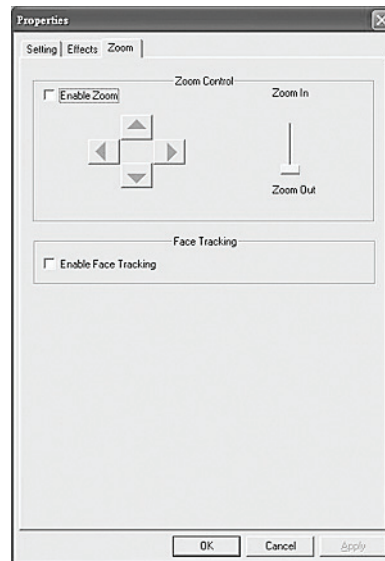 Properties
Setting Effects Zoom
Zoom Control
Enable Zoom
Zoom In
Zoom Out
Face Tracking
Enable Face Tracking
OK Cancel Apply